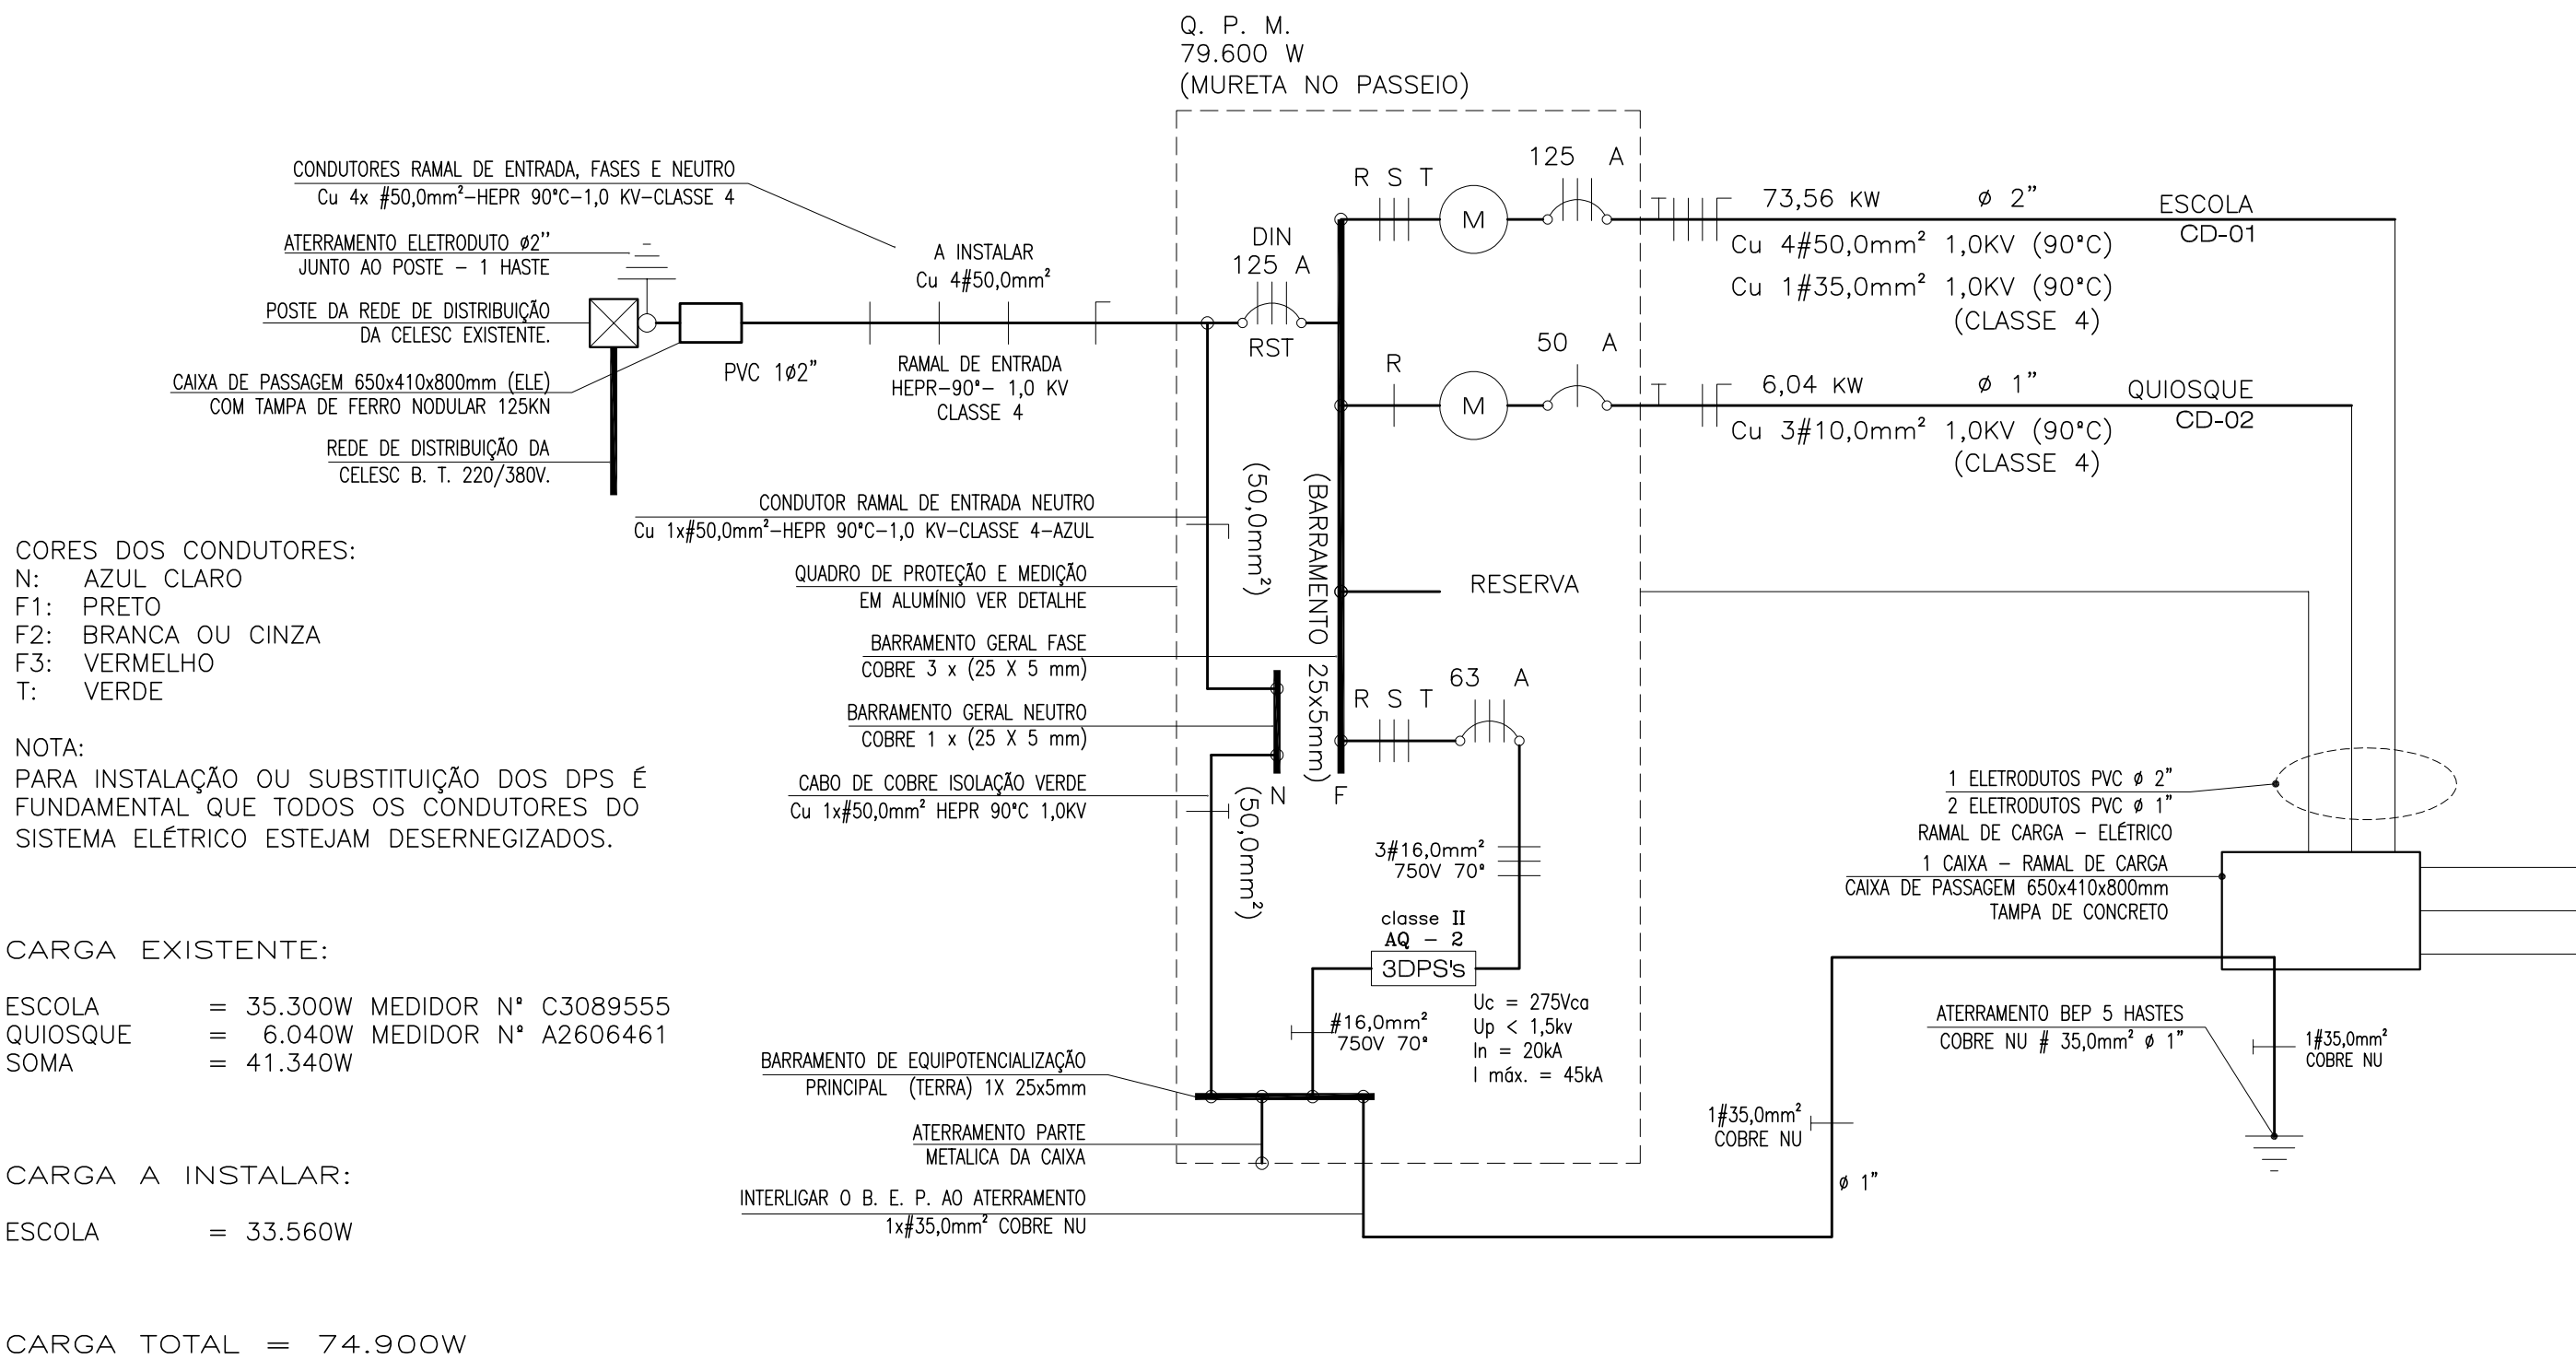 Q. P. M.
79.600 W
(MURETA NO PASSEIO)
CONDUTORES RAMAL DE ENTRADA, FASES E NEUTRO
Cu 4x #50,0mm²-HEPR 90°C-1,0 KV-CLASSE 4
ATERRAMENTO ELETRODUTO ø2''
JUNTO AO POSTE - 1 HASTE
POSTE DA REDE DE DISTRIBUIÇÃO
DA CELESC EXISTENTE.
CAIXA DE PASSAGEM 650x410x800mm (ELE)
COM TAMPA DE FERRO NODULAR 125KN
REDE DE DISTRIBUIÇÃO DA
CELESC B. T. 220/380V.
PVC 1ø2"
A INSTALAR
Cu 4#50,0mm²
RAMAL DE ENTRADA
HEPR-90°- 1,0 KV
CLASSE 4
DIN
125 A
RST
R S T
M
125 A
73,56 KW ø 2"
ESCOLA
CD-01
Cu 4#50,0mm² 1,0KV (90°C)
Cu 1#35,0mm² 1,0KV (90°C)
(CLASSE 4)
R
M
50 A
6,04 KW ø 1"
QUIOSQUE
CD-02
Cu 3#10,0mm² 1,0KV (90°C)
(CLASSE 4)
CONDUTOR RAMAL DE ENTRADA NEUTRO
Cu 1x#50,0mm²-HEPR 90°C-1,0 KV-CLASSE 4-AZUL
(50,0mm²)
(BARRAMENTO 25x5mm)
QUADRO DE PROTEÇÃO E MEDIÇÃO
EM ALUMÍNIO VER DETALHE
RESERVA
BARRAMENTO GERAL FASE
COBRE 3 x (25 X 5 mm)
BARRAMENTO GERAL NEUTRO
COBRE 1 x (25 X 5 mm)
CABO DE COBRE ISOLAÇÃO VERDE
Cu 1x#50,0mm² HEPR 90°C 1,0KV
(50,0mm²)
N
F
R S T
63 A
3#16,0mm²
750V 70°
classe II
AQ - 2
3DPS's
Uc = 275Vca
Up < 1,5kv
In = 20kA
I máx. = 45kA
#16,0mm²
750V 70°
CORES DOS CONDUTORES:
N: AZUL CLARO
F1: PRETO
F2: BRANCA OU CINZA
F3: VERMELHO
T: VERDE
NOTA:
PARA INSTALAÇÃO OU SUBSTITUIÇÃO DOS DPS É
FUNDAMENTAL QUE TODOS OS CONDUTORES DO
SISTEMA ELÉTRICO ESTEJAM DESERNEGIZADOS.
CARGA EXISTENTE:
ESCOLA = 35.300W MEDIDOR N° C3089555
QUIOSQUE = 6.040W MEDIDOR N° A2606461
SOMA = 41.340W
CARGA A INSTALAR:
ESCOLA = 33.560W
CARGA TOTAL = 74.900W
BARRAMENTO DE EQUIPOTENCIALIZAÇÃO
PRINCIPAL (TERRA) 1X 25x5mm
ATERRAMENTO PARTE
METALICA DA CAIXA
INTERLIGAR O B. E. P. AO ATERRAMENTO
1x#35,0mm² COBRE NU
1 ELETRODUTOS PVC ø 2"
2 ELETRODUTOS PVC ø 1"
RAMAL DE CARGA - ELÉTRICO
1 CAIXA - RAMAL DE CARGA
CAIXA DE PASSAGEM 650x410x800mm
TAMPA DE CONCRETO
ATERRAMENTO BEP 5 HASTES
COBRE NU # 35,0mm² ø 1"
1#35,0mm²
COBRE NU
1#35,0mm²
COBRE NU
ø 1"